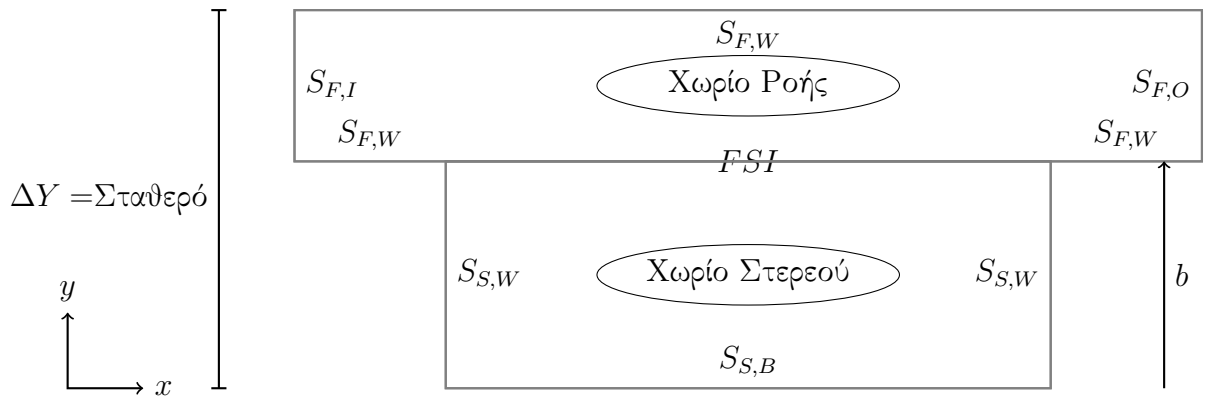 S_{F,W}
S_{F,I} Χωρίο Ροής S_{F,O}
S_{F,W} S_{F,W}
FSI
ΔY =Σταθερό
S_{S,W} Χωρίο Στερεού S_{S,W} b
y
S_{S,B}
x